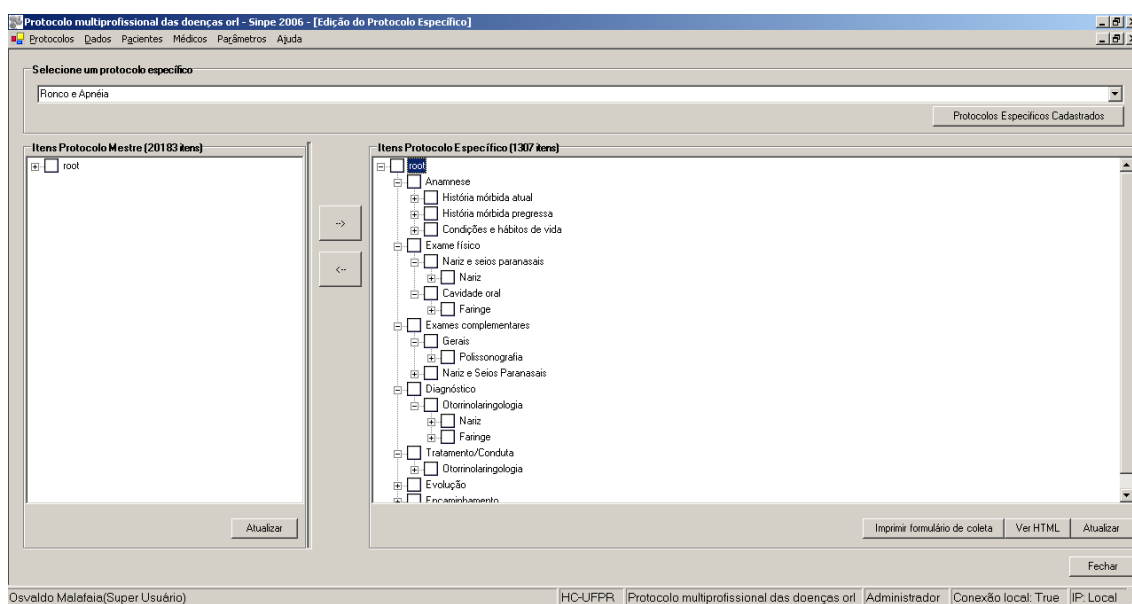 Protocolo multiprofissional das doenças orl - Sinpe 2006 - [Edição do Protocolo Específico]
Protocolos Dados Pacientes Médicos Parâmetros Ajuda
Selecione um protocolo específico
Ronco e Apnéia
Protocolos Específicos Cadastrados
Itens Protocolo Mestre (20183 itens)
root
Atualizar
-->
<--
Itens Protocolo Específico (1307 itens)
root
Anamnese
História mórbida atual
História mórbida pregressa
Condições e hábitos de vida
Exame físico
Nariz e seios paranasais
Nariz
Cavidade oral
Faringe
Exames complementares
Gerais
Polissonografia
Nariz e Seios Paranasais
Diagnóstico
Otorrinolaringologia
Nariz
Faringe
Tratamento/Conduta
Otorrinolaringologia
Evolução
Encaminhamento
Imprimir formulário de coleta Ver HTML Atualizar
Fechar
Osvaldo Malafaia(Super Usuário) HC-UFPR Protocolo multiprofissional das doenças orl Administrador Conexão local: True IP: Local